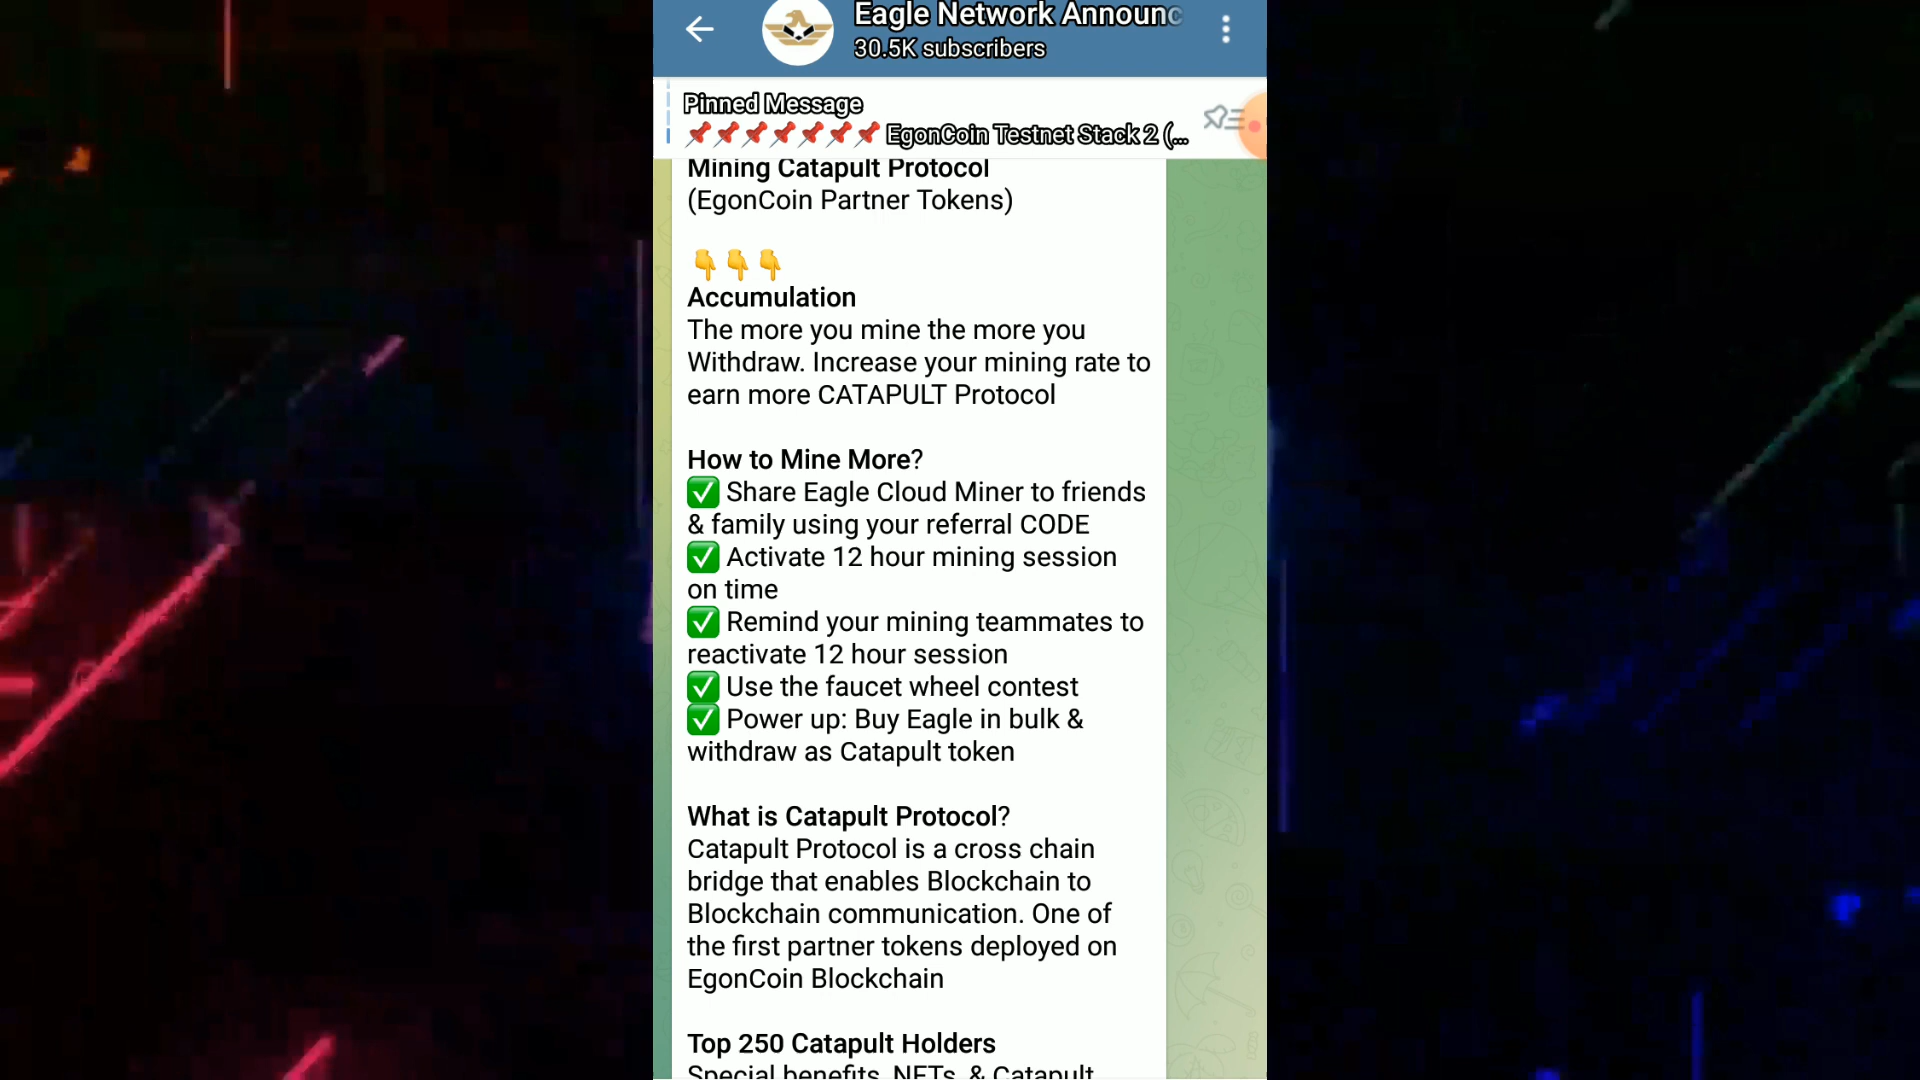 Eagle Network Announc
30.5K subscribers
Pinned Message
📌📌📌📌📌📌📌 EgonCoin Testnet Stack 2 (...
Mining Catapult Protocol
(EgonCoin Partner Tokens)
👇👇👇
Accumulation
The more you mine the more you
Withdraw. Increase your mining rate to
earn more CATAPULT Protocol
How to Mine More?
✅ Share Eagle Cloud Miner to friends
& family using your referral CODE
✅ Activate 12 hour mining session
on time
✅ Remind your mining teammates to
reactivate 12 hour session
✅ Use the faucet wheel contest
✅ Power up: Buy Eagle in bulk &
withdraw as Catapult token
What is Catapult Protocol?
Catapult Protocol is a cross chain
bridge that enables Blockchain to
Blockchain communication. One of
the first partner tokens deployed on
EgonCoin Blockchain
Top 250 Catapult Holders
Special benefits, NFTs, & Catapult